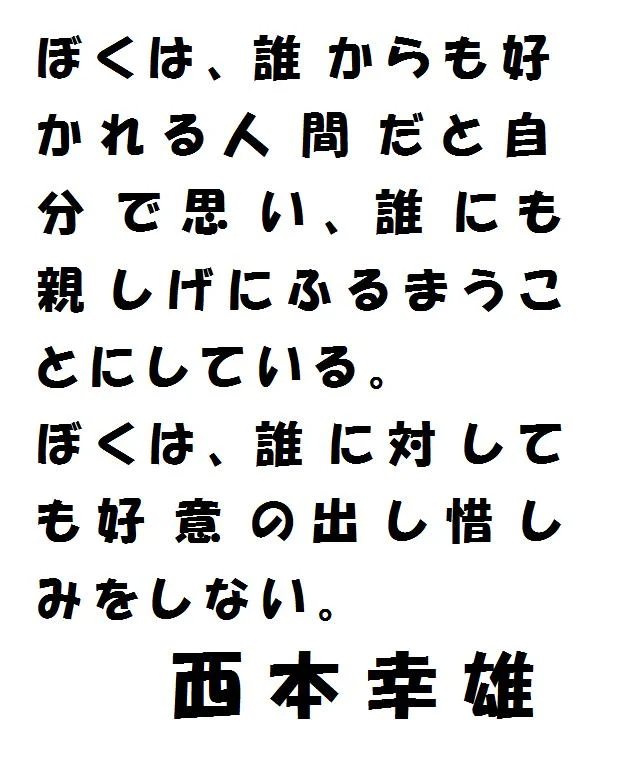 ぼくは、誰からも好
かれる人間だと自
分で思い、誰にも
親しげにふるまうこ
とにしている。
ぼくは、誰に対して
も好意の出し惜し
みをしない。
西本幸雄